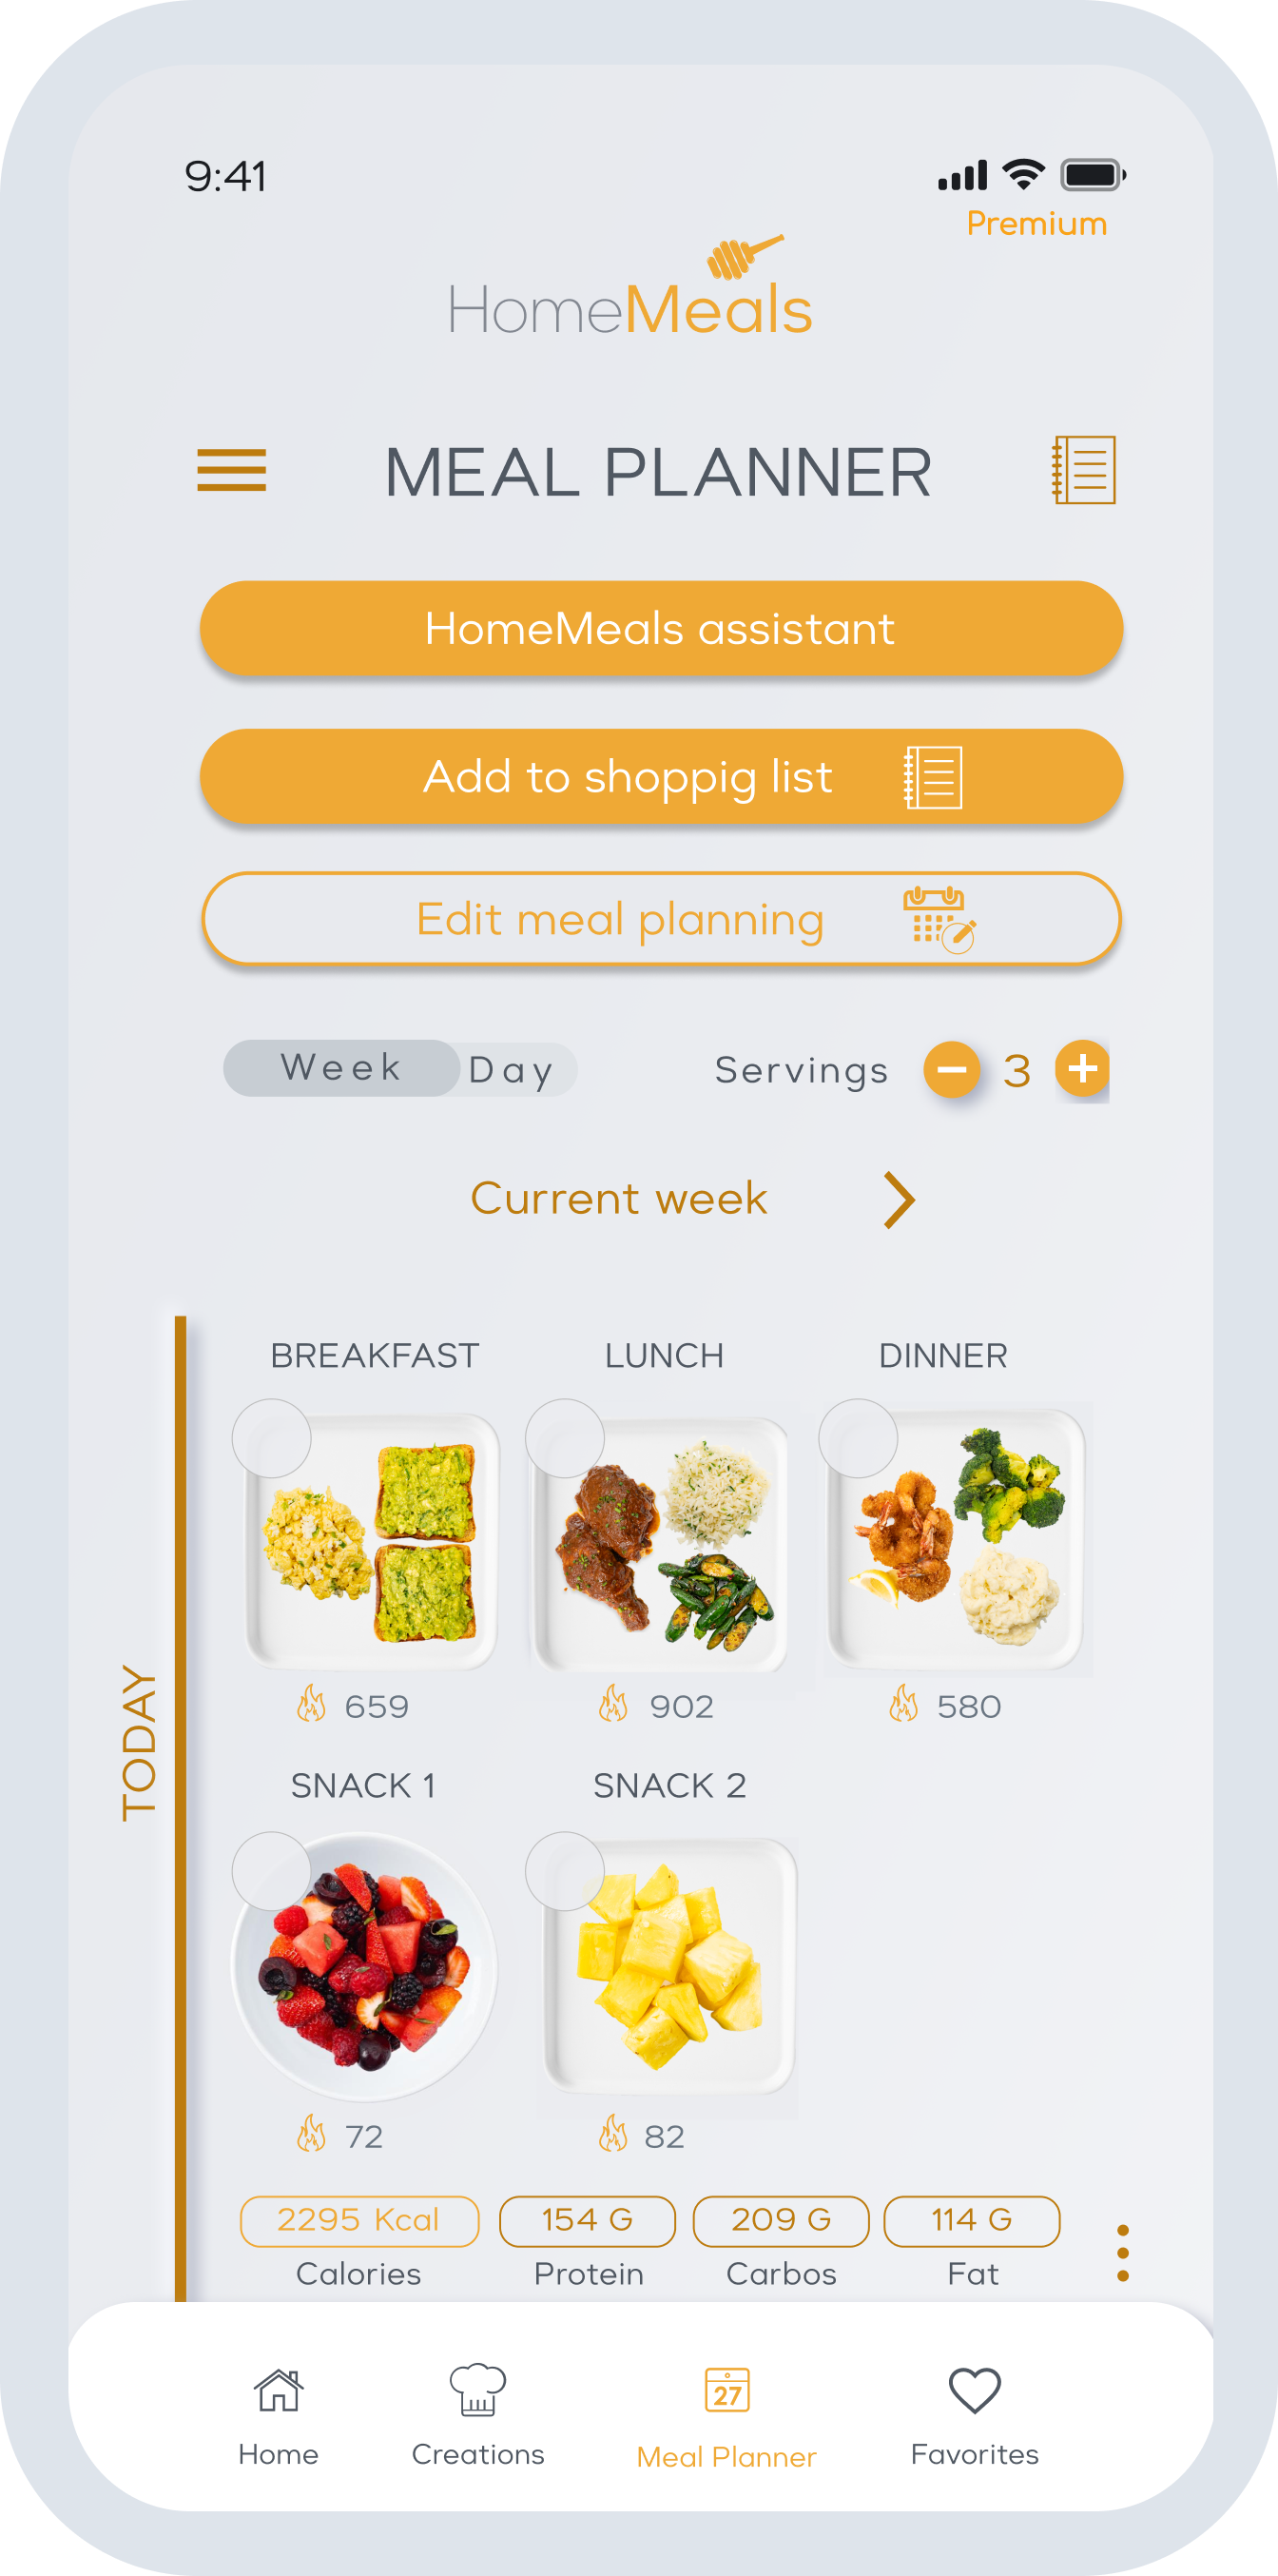 9:41
Premium
HomeMeals
MEAL PLANNER
HomeMeals assistant
Add to shoppig list
Edit meal planning
Week Day Servings 3
Current week
TODAY
BREAKFAST LUNCH DINNER
659 902 580
SNACK 1 SNACK 2
72 82
2295 Kcal 154 G 209 G 114 G
Calories Protein Carbos Fat
27
Home Creations Meal Planner Favorites